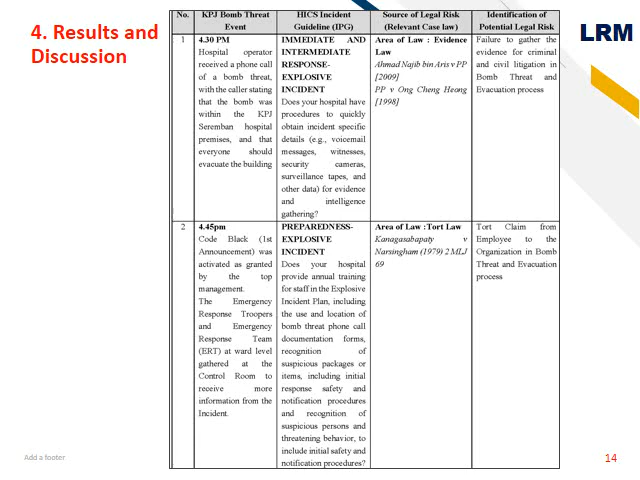 4. Results and
Discussion
LRM
No.
KPJ Bomb Threat
Event
HICS Incident
Guideline (IPG)
Source of Legal Risk
(Relevant Case law)
Identification of
Potential Legal Risk
1
4.30 PM
Hospital operator
received a phone call
of a bomb threat,
with the caller stating
that the bomb was
within the KPJ
Seremban hospital
premises, and that
everyone should
evacuate the building
IMMEDIATE AND
INTERMEDIATE
RESPONSE-
EXPLOSIVE
INCIDENT
Does your hospital have
procedures to quickly
obtain incident specific
details (e.g., voicemail
messages, witnesses,
security cameras,
surveillance tapes, and
other data) for evidence
and intelligence
gathering?
Area of Law : Evidence
Law
Ahmad Najib bin Aris v PP
[2009]
PP v Ong Cheng Heong
[1998]
Failure to gather the
evidence for criminal
and civil litigation in
Bomb Threat and
Evacuation process
2
4.45pm
Code Black (1st
Announcement) was
activated as granted
by the top
management.
The Emergency
Response Troopers
and Emergency
Response Team
(ERT) at ward level
gathered at the
Control Room to
receive more
information from the
Incident.
PREPAREDNESS-
EXPLOSIVE
INCIDENT
Does your hospital
provide annual training
for staff in the Explosive
Incident Plan, including
the use and location of
bomb threat phone call
documentation forms,
recognition of
suspicious packages or
items, including initial
response safety and
notification procedures
and recognition of
suspicious persons and
threatening behavior, to
include initial safety and
notification procedures?
Area of Law :Tort Law
Kanagasabapaty v
Narsingham (1979) 2 MLJ
69
Tort Claim from
Employee to the
Organization in Bomb
Threat and Evacuation
process
Add a footer
14